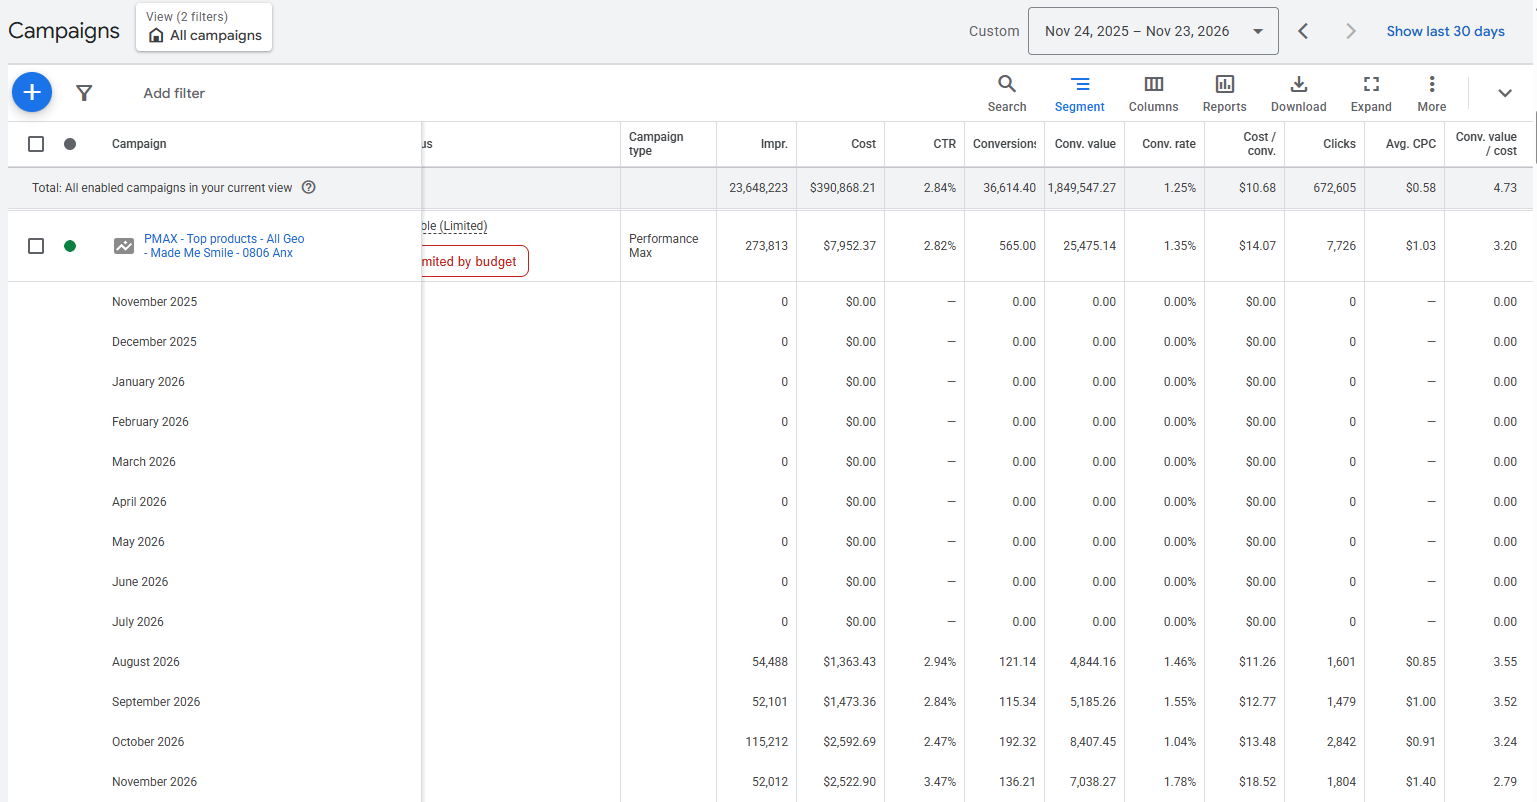 Campaigns
View (2 filters)
All campaigns
Custom
Nov 24, 2025 – Nov 23, 2026
Show last 30 days
Add filter
Search
Segment
Columns
Reports
Download
Expand
More
Campaign
us
Campaign type
Impr.
Cost
CTR
Conversions
Conv. value
Conv. rate
Cost / conv.
Clicks
Avg. CPC
Conv. value / cost
Total: All enabled campaigns in your current view 23,648,223 $390,868.21 2.84% 36,614.40 1,849,547.27 1.25% $10.68 672,605 $0.58 4.73
PMAX - Top products - All Geo
- Made Me Smile - 0806 Anx
ble (Limited)
mited by budget
Performance
Max
273,813 $7,952.37 2.82% 565.00 25,475.14 1.35% $14.07 7,726 $1.03 3.20
November 2025 0 $0.00 — 0.00 0.00 0.00% $0.00 0 — 0.00
December 2025 0 $0.00 — 0.00 0.00 0.00% $0.00 0 — 0.00
January 2026 0 $0.00 — 0.00 0.00 0.00% $0.00 0 — 0.00
February 2026 0 $0.00 — 0.00 0.00 0.00% $0.00 0 — 0.00
March 2026 0 $0.00 — 0.00 0.00 0.00% $0.00 0 — 0.00
April 2026 0 $0.00 — 0.00 0.00 0.00% $0.00 0 — 0.00
May 2026 0 $0.00 — 0.00 0.00 0.00% $0.00 0 — 0.00
June 2026 0 $0.00 — 0.00 0.00 0.00% $0.00 0 — 0.00
July 2026 0 $0.00 — 0.00 0.00 0.00% $0.00 0 — 0.00
August 2026 54,488 $1,363.43 2.94% 121.14 4,844.16 1.46% $11.26 1,601 $0.85 3.55
September 2026 52,101 $1,473.36 2.84% 115.34 5,185.26 1.55% $12.77 1,479 $1.00 3.52
October 2026 115,212 $2,592.69 2.47% 192.32 8,407.45 1.04% $13.48 2,842 $0.91 3.24
November 2026 52,012 $2,522.90 3.47% 136.21 7,038.27 1.78% $18.52 1,804 $1.40 2.79